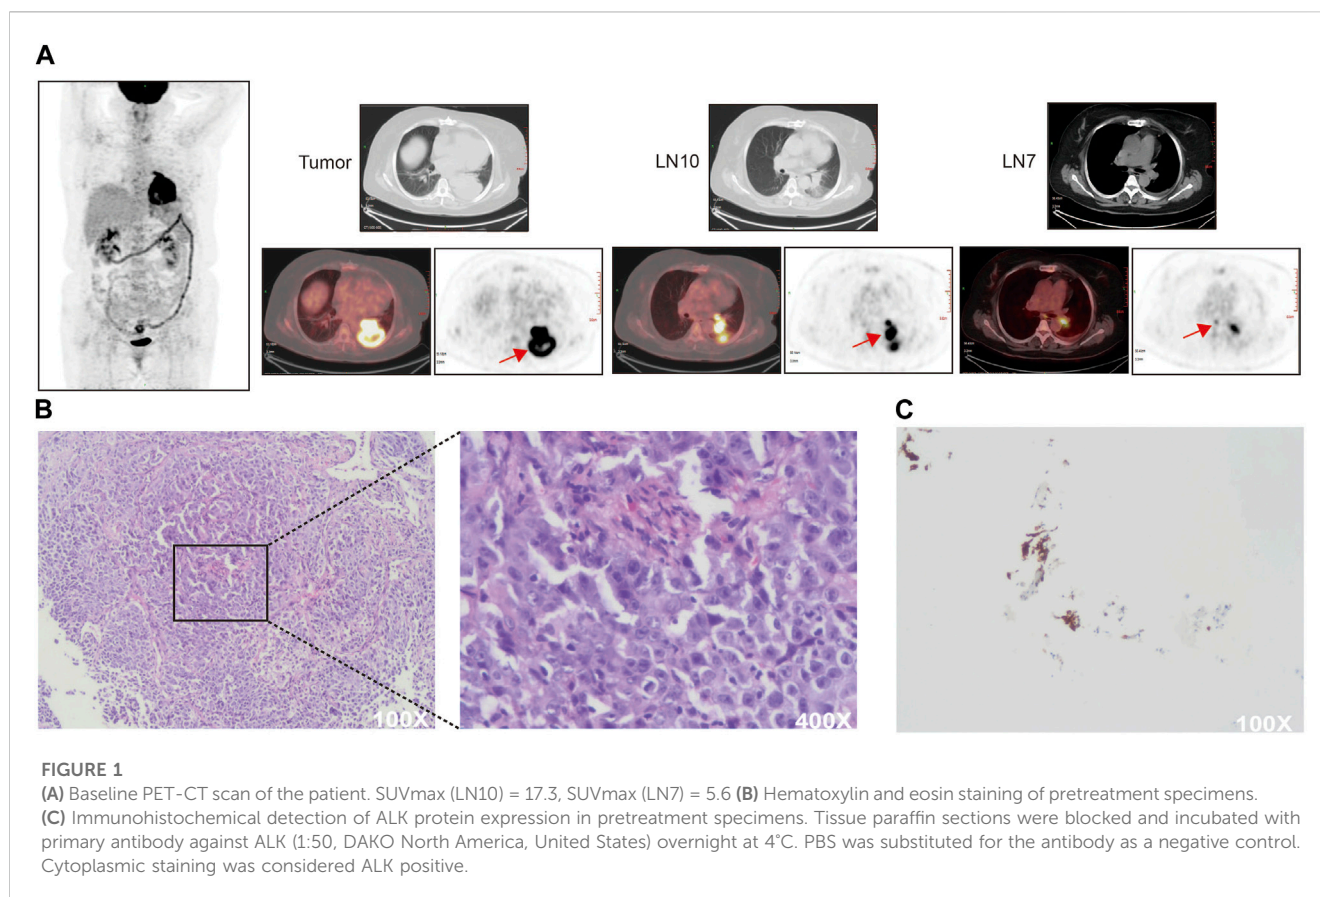 A
Tumor
LN10
LN7
B
C
100X
400X
100X
FIGURE 1
(A) Baseline PET-CT scan of the patient. SUVmax (LN10) = 17.3, SUVmax (LN7) = 5.6 (B) Hematoxylin and eosin staining of pretreatment specimens.
(C) Immunohistochemical detection of ALK protein expression in pretreatment specimens. Tissue paraffin sections were blocked and incubated with
primary antibody against ALK (1:50, DAKO North America, United States) overnight at 4°C. PBS was substituted for the antibody as a negative control.
Cytoplasmic staining was considered ALK positive.